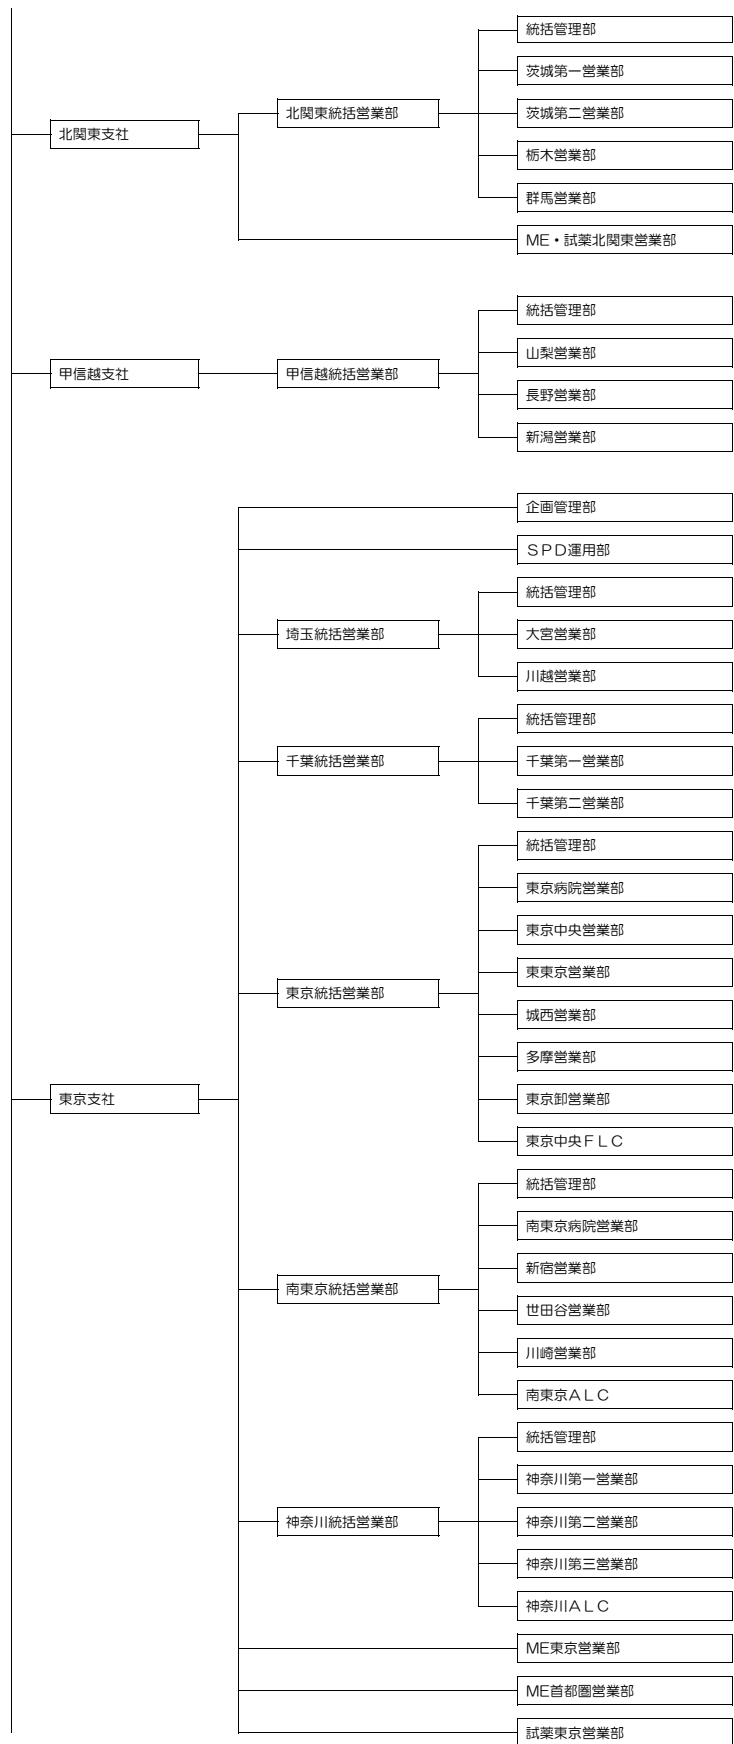 統括管理部
茨城第一営業部
北関東統括営業部
茨城第二営業部
北関東支社
栃木営業部
群馬営業部
ME・試薬北関東営業部
統括管理部
山梨営業部
甲信越支社
甲信越統括営業部
長野営業部
新潟営業部
企画管理部
ＳＰＤ運用部
統括管理部
埼玉統括営業部
大宮営業部
川越営業部
統括管理部
千葉統括営業部
千葉第一営業部
千葉第二営業部
統括管理部
東京病院営業部
東京中央営業部
東東京営業部
東京統括営業部
城西営業部
多摩営業部
東京支社
東京卸営業部
東京中央ＦＬＣ
統括管理部
南東京病院営業部
新宿営業部
南東京統括営業部
世田谷営業部
川崎営業部
南東京ＡＬＣ
統括管理部
神奈川第一営業部
神奈川統括営業部
神奈川第二営業部
神奈川第三営業部
神奈川ＡＬＣ
ME東京営業部
ME首都圏営業部
試薬東京営業部